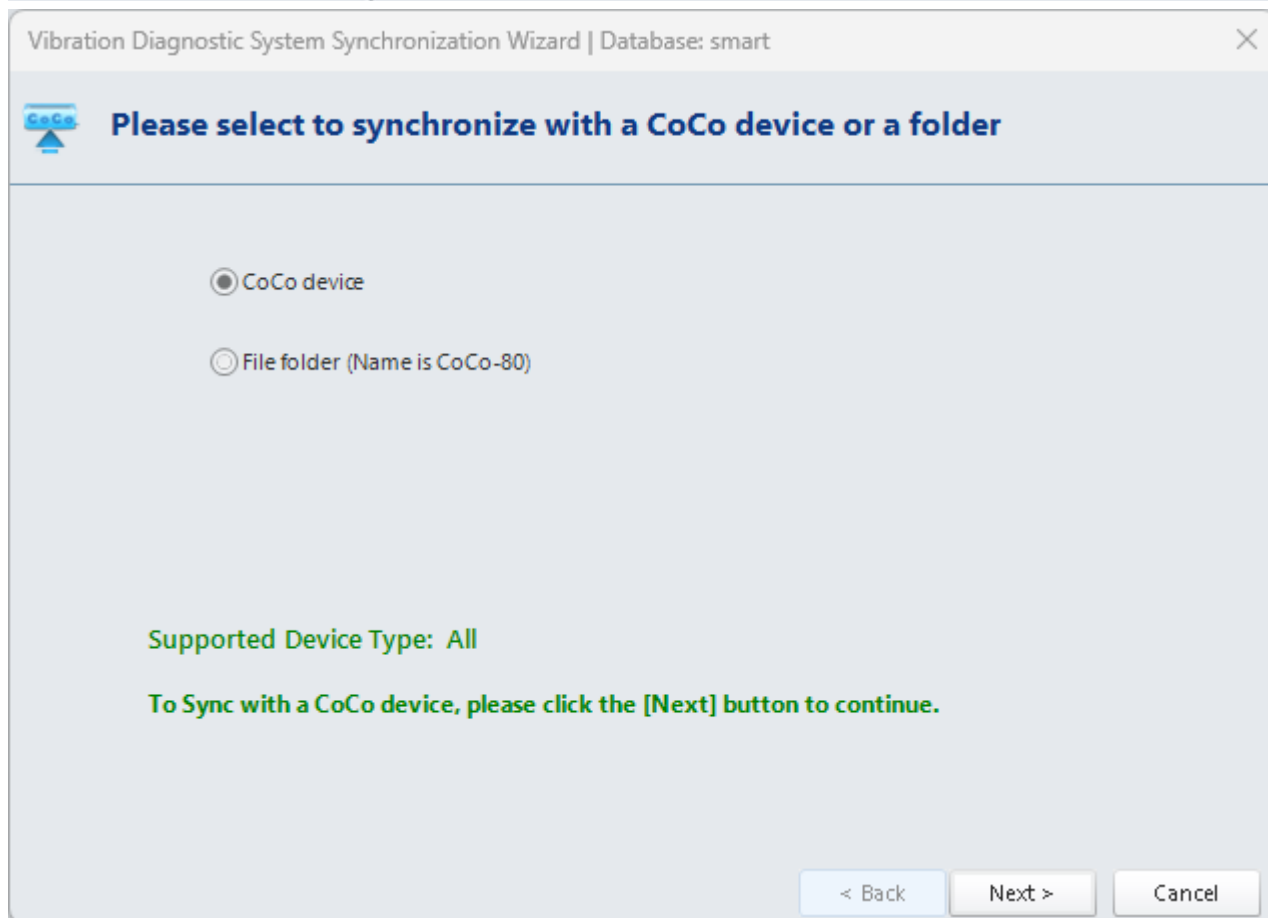 Vibration Diagnostic System Synchronization Wizard | Database: smart
CoCo
Please select to synchronize with a CoCo device or a folder
CoCo device
File folder (Name is CoCo-80)
Supported Device Type: All
To Sync with a CoCo device, please click the [Next] button to continue.
< Back
Next >
Cancel